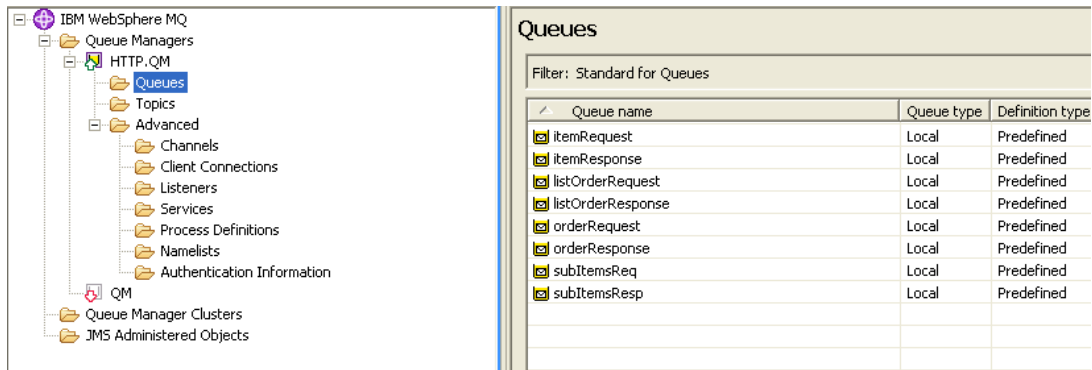 IBM WebSphere MQ
Queue Managers
HTTP.QM
Queues
Topics
Advanced
Channels
Client Connections
Listeners
Services
Process Definitions
Namelists
Authentication Information
QM
Queue Manager Clusters
JMS Administered Objects
Queues
Filter: Standard for Queues
Queue name Queue type Definition type
itemRequest Local Predefined
itemResponse Local Predefined
listOrderRequest Local Predefined
listOrderResponse Local Predefined
orderRequest Local Predefined
orderResponse Local Predefined
subItemsReq Local Predefined
subItemsResp Local Predefined